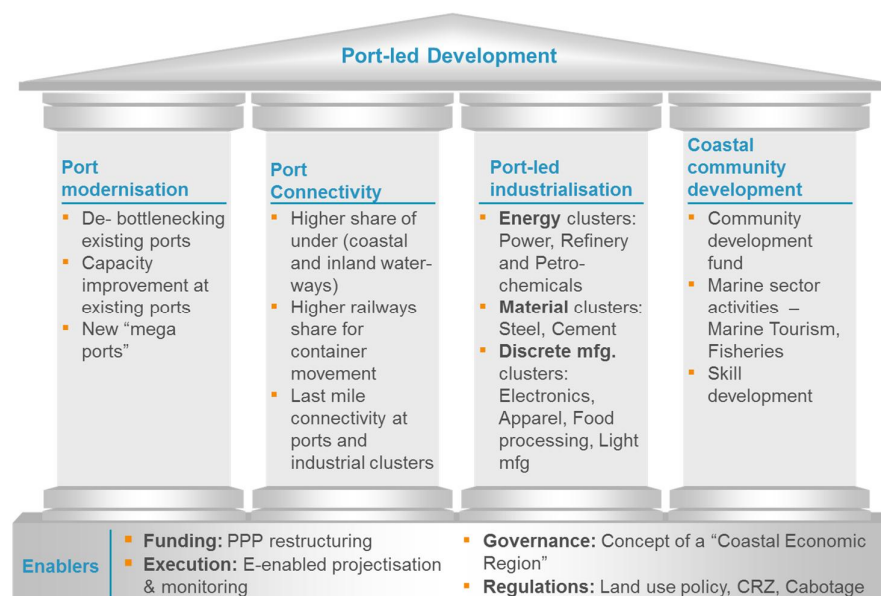 Port-led Development
Port
modernisation
De- bottlenecking
existing ports
Capacity
improvement at
existing ports
New “mega
ports”
Port
Connectivity
Higher share of
under (coastal
and inland water-
ways)
Higher railways
share for
container
movement
Last mile
connectivity at
ports and
industrial clusters
Port-led
industrialisation
Energy clusters:
Power, Refinery
and Petro-
chemicals
Material clusters:
Steel, Cement
Discrete mfg.
clusters:
Electronics,
Apparel, Food
processing, Light
mfg
Coastal
community
development
Community
development
fund
Marine sector
activities –
Marine Tourism,
Fisheries
Skill
development
Enablers
Funding: PPP restructuring
Execution: E-enabled projectisation
& monitoring
Governance: Concept of a “Coastal Economic
Region”
Regulations: Land use policy, CRZ, Cabotage